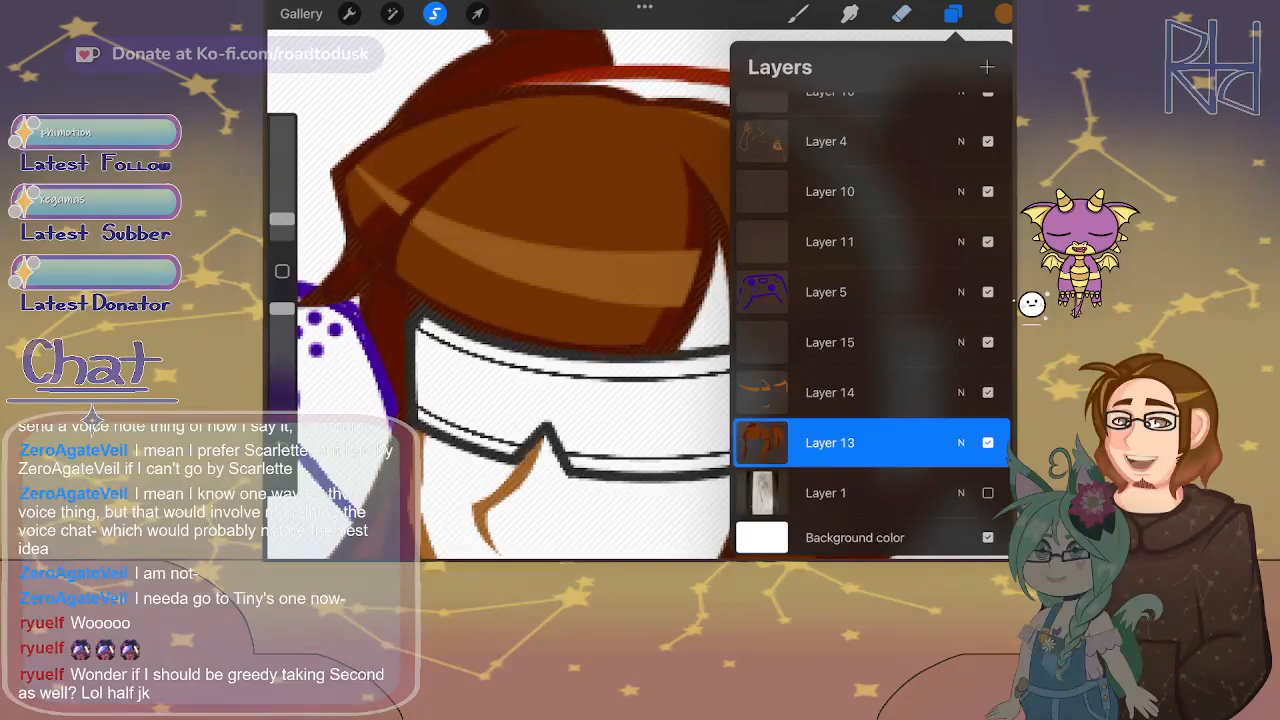 Gallery
Donate at Ko-fi.com/roadtodusk
Phimotion
Latest Follow
Xcgamas
Latest Subber
Latest Donator
Chat
ZeroAgateVeil I mean I prefer Scarlette,
ZeroAgateVeil if I can't go by Scarlette
ZeroAgateVeil I mean I know one way
voice thing, but that would involve
voice chat- which would probably
idea
ZeroAgateVeil I am not-
ZeroAgateVeil I needa go to Tiny's one now-
ryuelf Wooooo
ryuelf
ryuelf Wonder if I should be greedy taking Second
as well? Lol half jk
Layers
Layer 4 N
Layer 10 N
Layer 11 N
Layer 5 N
Layer 15 N
Layer 14 N
Layer 13 N
Layer 1 N
Background color